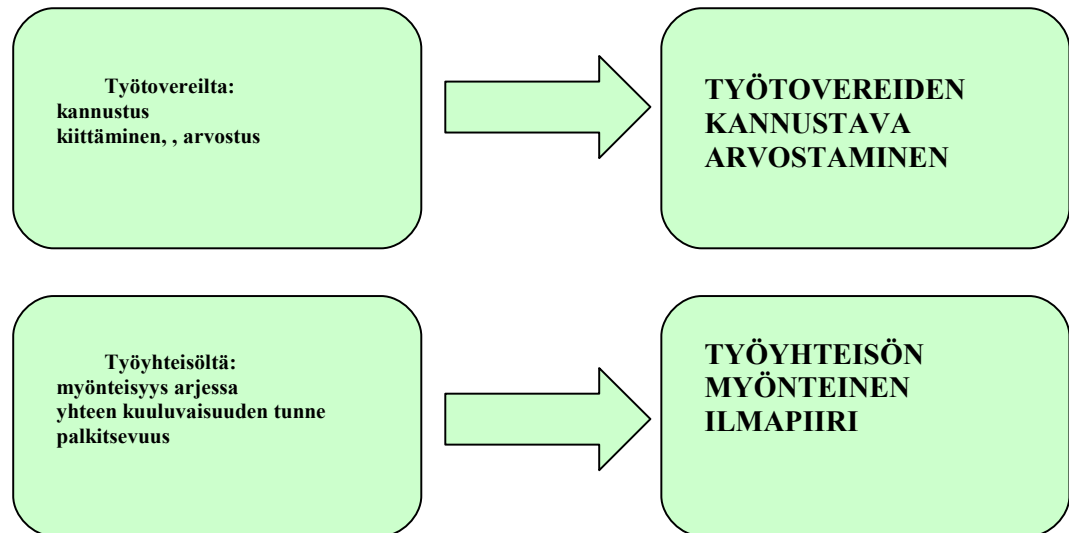 Työtovereilta:
kannustus
kiittäminen, , arvostus
TYÖTOVEREIDEN
KANNUSTAVA
ARVOSTAMINEN
Työyhteisöltä:
myönteisyys arjessa
yhteen kuuluvaisuuden tunne
palkitsevuus
TYÖYHTEISÖN
MYÖNTEINEN
ILMAPIIRI